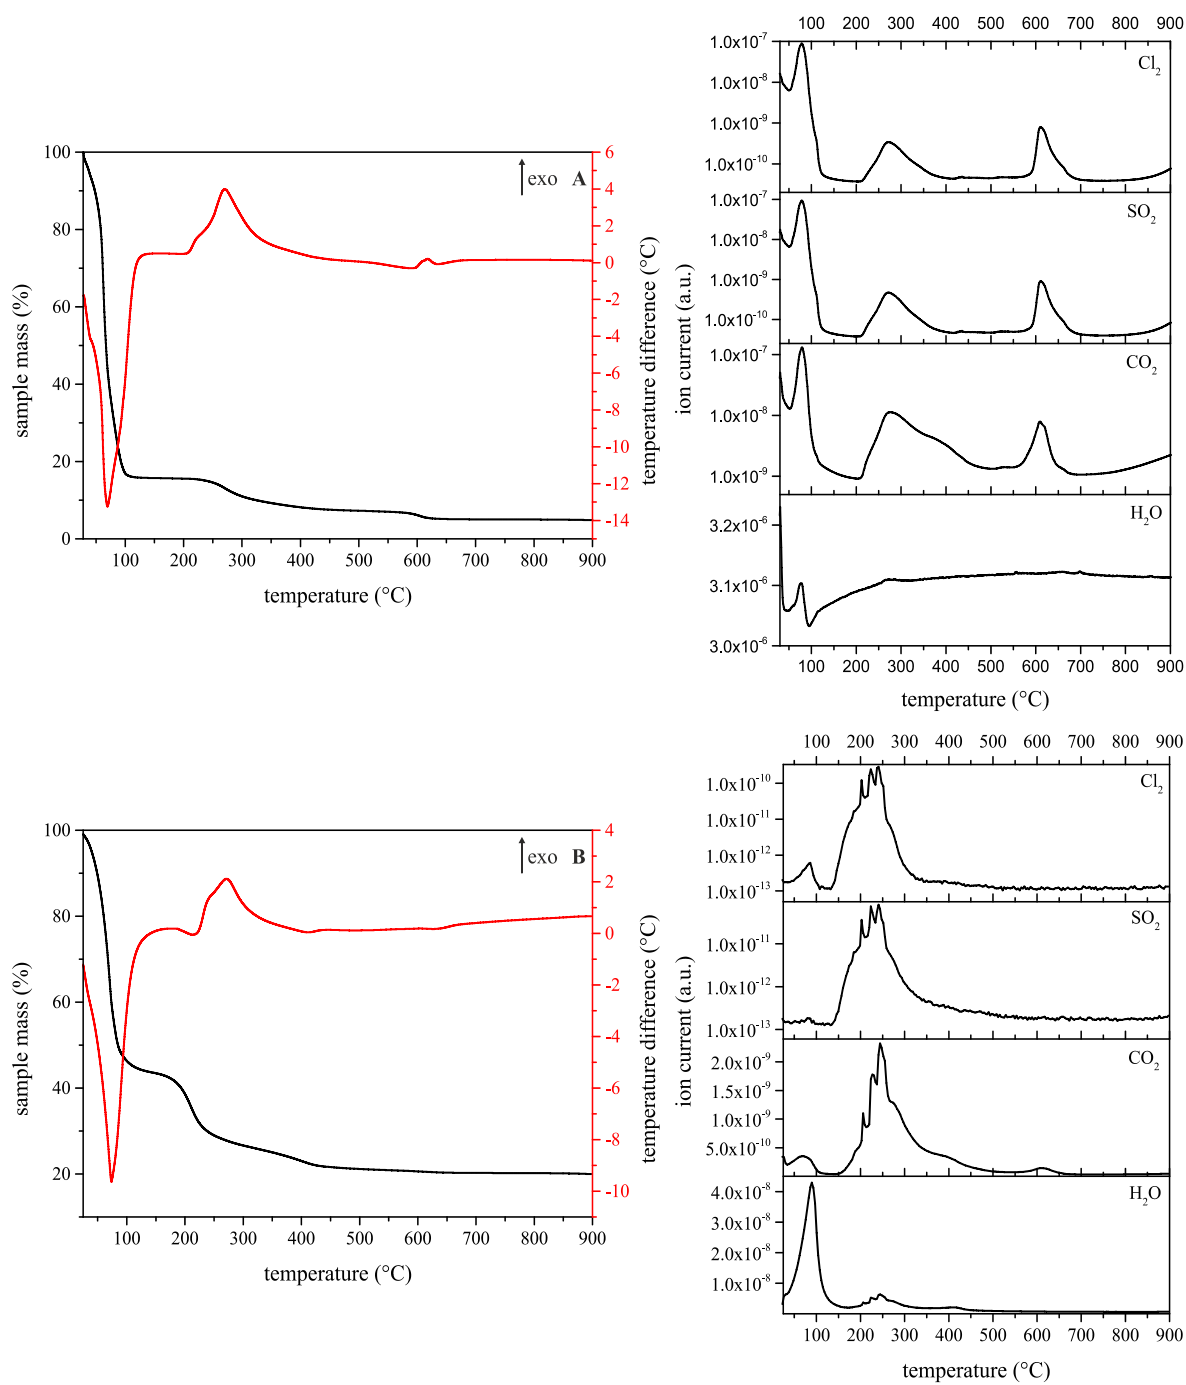 100
80
60
40
20
0
sample mass (%)
100 200 300 400 500 600 700 800 900
temperature (°C)
6
4
2
0
-2
-4
-6
-8
-10
-12
-14
temperature difference (°C)
exo A
100 200 300 400 500 600 700 800 900
1.0x10⁻⁷
1.0x10⁻⁸
1.0x10⁻⁹
1.0x10⁻¹⁰
Cl₂
1.0x10⁻⁷
1.0x10⁻⁸
1.0x10⁻⁹
1.0x10⁻¹⁰
SO₂
1.0x10⁻⁷
1.0x10⁻⁸
1.0x10⁻⁹
CO₂
3.2x10⁻⁶
3.1x10⁻⁶
3.0x10⁻⁶
H₂O
ion current (a.u.)
100 200 300 400 500 600 700 800 900
temperature (°C)
100
80
60
40
20
sample mass (%)
100 200 300 400 500 600 700 800 900
temperature (°C)
4
2
0
-2
-4
-6
-8
-10
temperature difference (°C)
exo B
100 200 300 400 500 600 700 800 900
1.0x10⁻¹⁰
1.0x10⁻¹¹
1.0x10⁻¹²
1.0x10⁻¹³
Cl₂
1.0x10⁻¹¹
1.0x10⁻¹²
1.0x10⁻¹³
SO₂
2.0x10⁻⁹
1.5x10⁻⁹
1.0x10⁻⁹
5.0x10⁻¹⁰
CO₂
4.0x10⁻⁸
3.0x10⁻⁸
2.0x10⁻⁸
1.0x10⁻⁸
H₂O
ion current (a.u.)
100 200 300 400 500 600 700 800 900
temperature (°C)